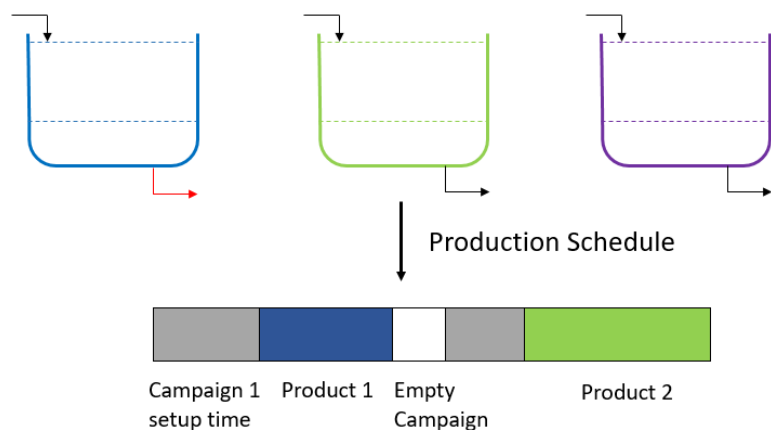 Production Schedule
Campaign 1
setup time
Product 1
Empty
Campaign
Product 2